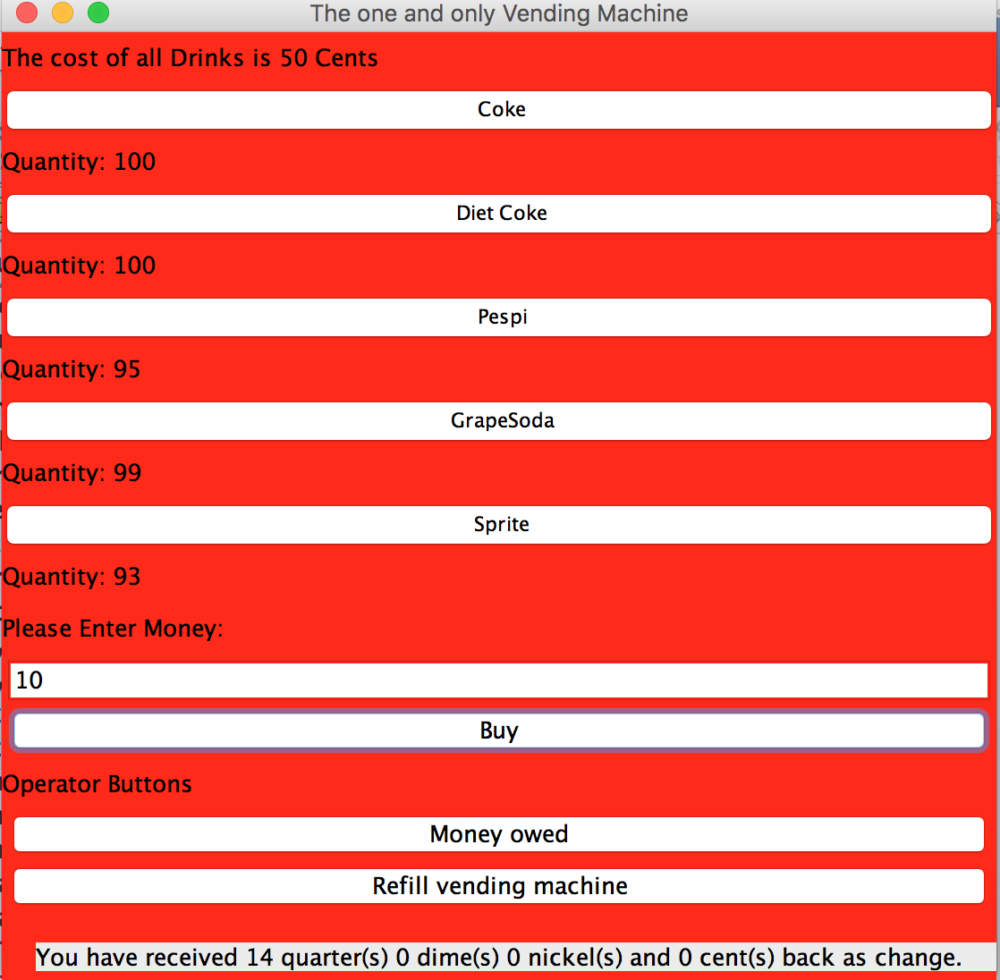 The one and only Vending Machine
The cost of all Drinks is 50 Cents
Coke
Quantity: 100
Diet Coke
Quantity: 100
Pespi
Quantity: 95
GrapeSoda
Quantity: 99
Sprite
Quantity: 93
Please Enter Money:
10
Buy
Operator Buttons
Money owed
Refill vending machine
You have received 14 quarter(s) 0 dime(s) 0 nickel(s) and 0 cent(s) back as change.